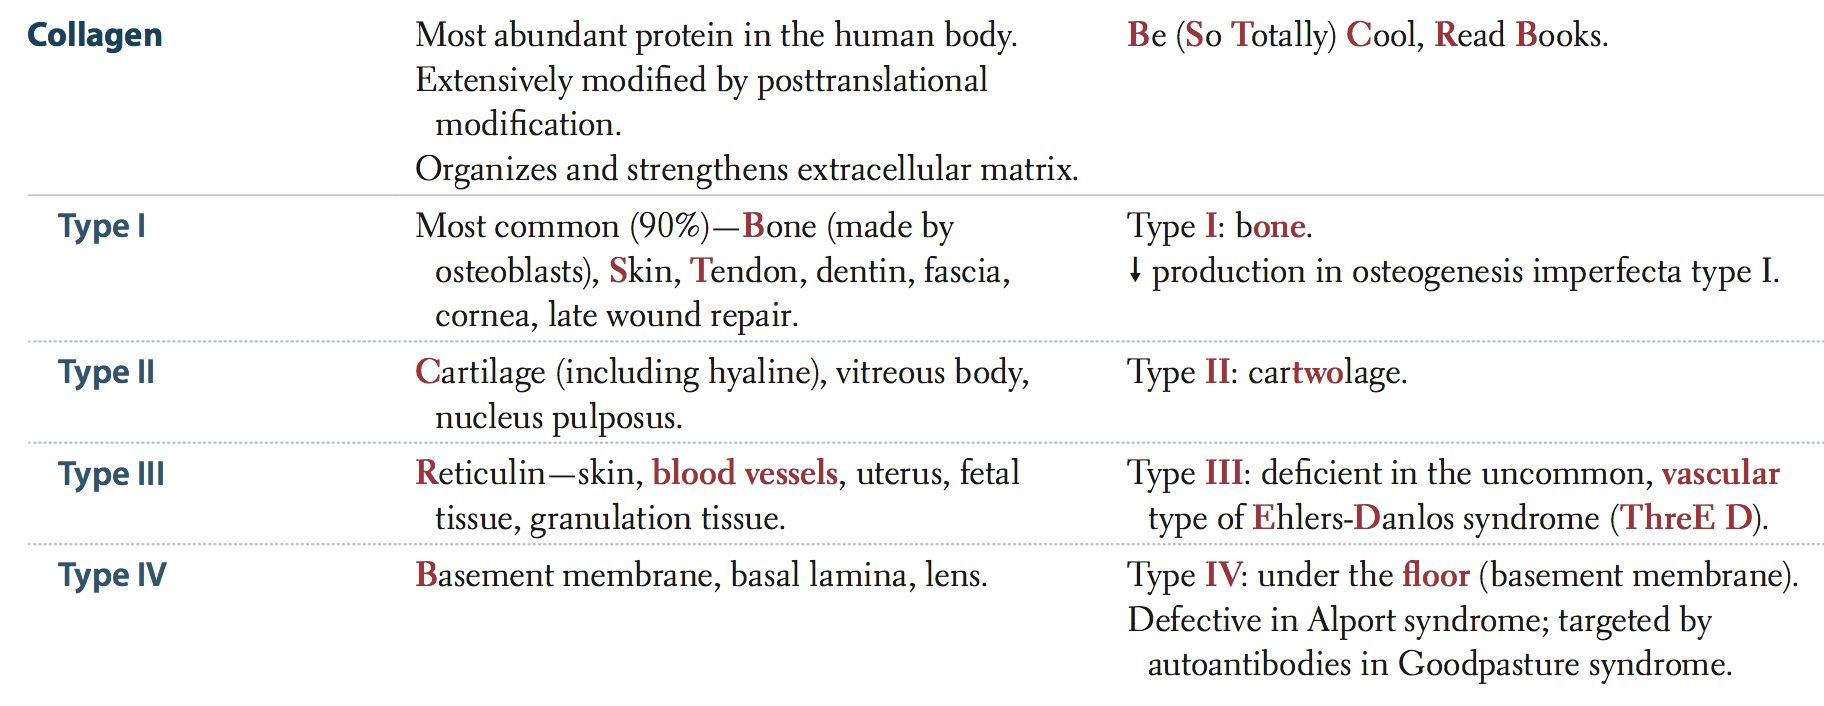 Collagen
Most abundant protein in the human body.
Extensively modified by posttranslational
modification.
Organizes and strengthens extracellular matrix.
Be (So Totally) Cool, Read Books.
Type I
Most common (90%)—Bone (made by
osteoblasts), Skin, Tendon, dentin, fascia,
cornea, late wound repair.
Type I: bone.
↓ production in osteogenesis imperfecta type I.
Type II
Cartilage (including hyaline), vitreous body,
nucleus pulposus.
Type II: cartwolage.
Type III
Reticulin—skin, blood vessels, uterus, fetal
tissue, granulation tissue.
Type III: deficient in the uncommon, vascular
type of Ehlers-Danlos syndrome (ThreE D).
Type IV
Basement membrane, basal lamina, lens.
Type IV: under the floor (basement membrane).
Defective in Alport syndrome; targeted by
autoantibodies in Goodpasture syndrome.